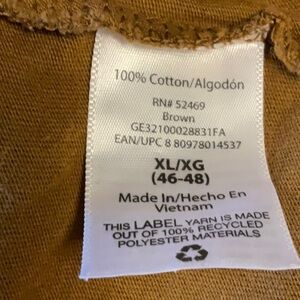 100% Cotton/Algodón
RN# 52469
Brown
GE32100028831FA
EAN/UPC 8 80978014537
XL/XG
(46-48)
Made In/Hecho En
Vietnam
THIS LABEL YARN IS MADE
OUT OF 100% RECYCLED
POLYESTER MATERIALS